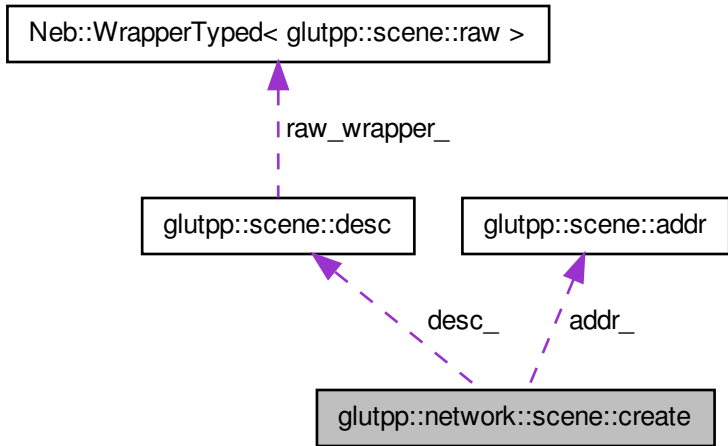 Neb::WrapperTyped< glutpp::scene::raw >
raw_wrapper_
glutpp::scene::desc
glutpp::scene::addr
desc_
addr_
glutpp::network::scene::create